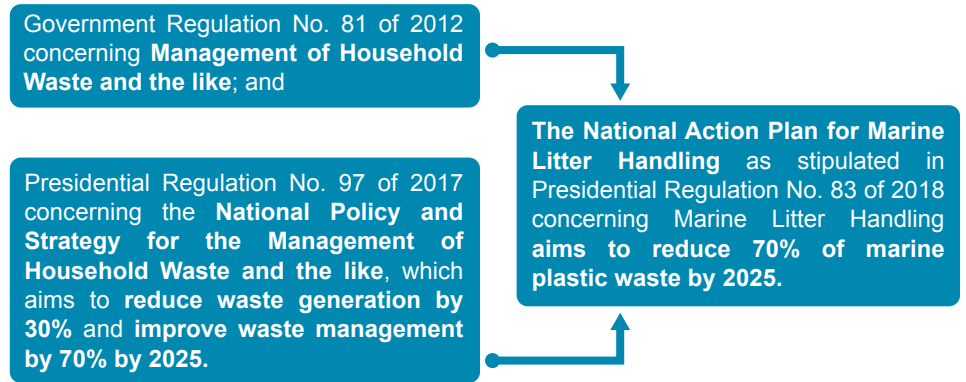 Government Regulation No. 81 of 2012
concerning Management of Household
Waste and the like; and
Presidential Regulation No. 97 of 2017
concerning the National Policy and
Strategy for the Management of
Household Waste and the like, which
aims to reduce waste generation by
30% and improve waste management
by 70% by 2025.
The National Action Plan for Marine
Litter Handling as stipulated in
Presidential Regulation No. 83 of 2018
concerning Marine Litter Handling
aims to reduce 70% of marine
plastic waste by 2025.